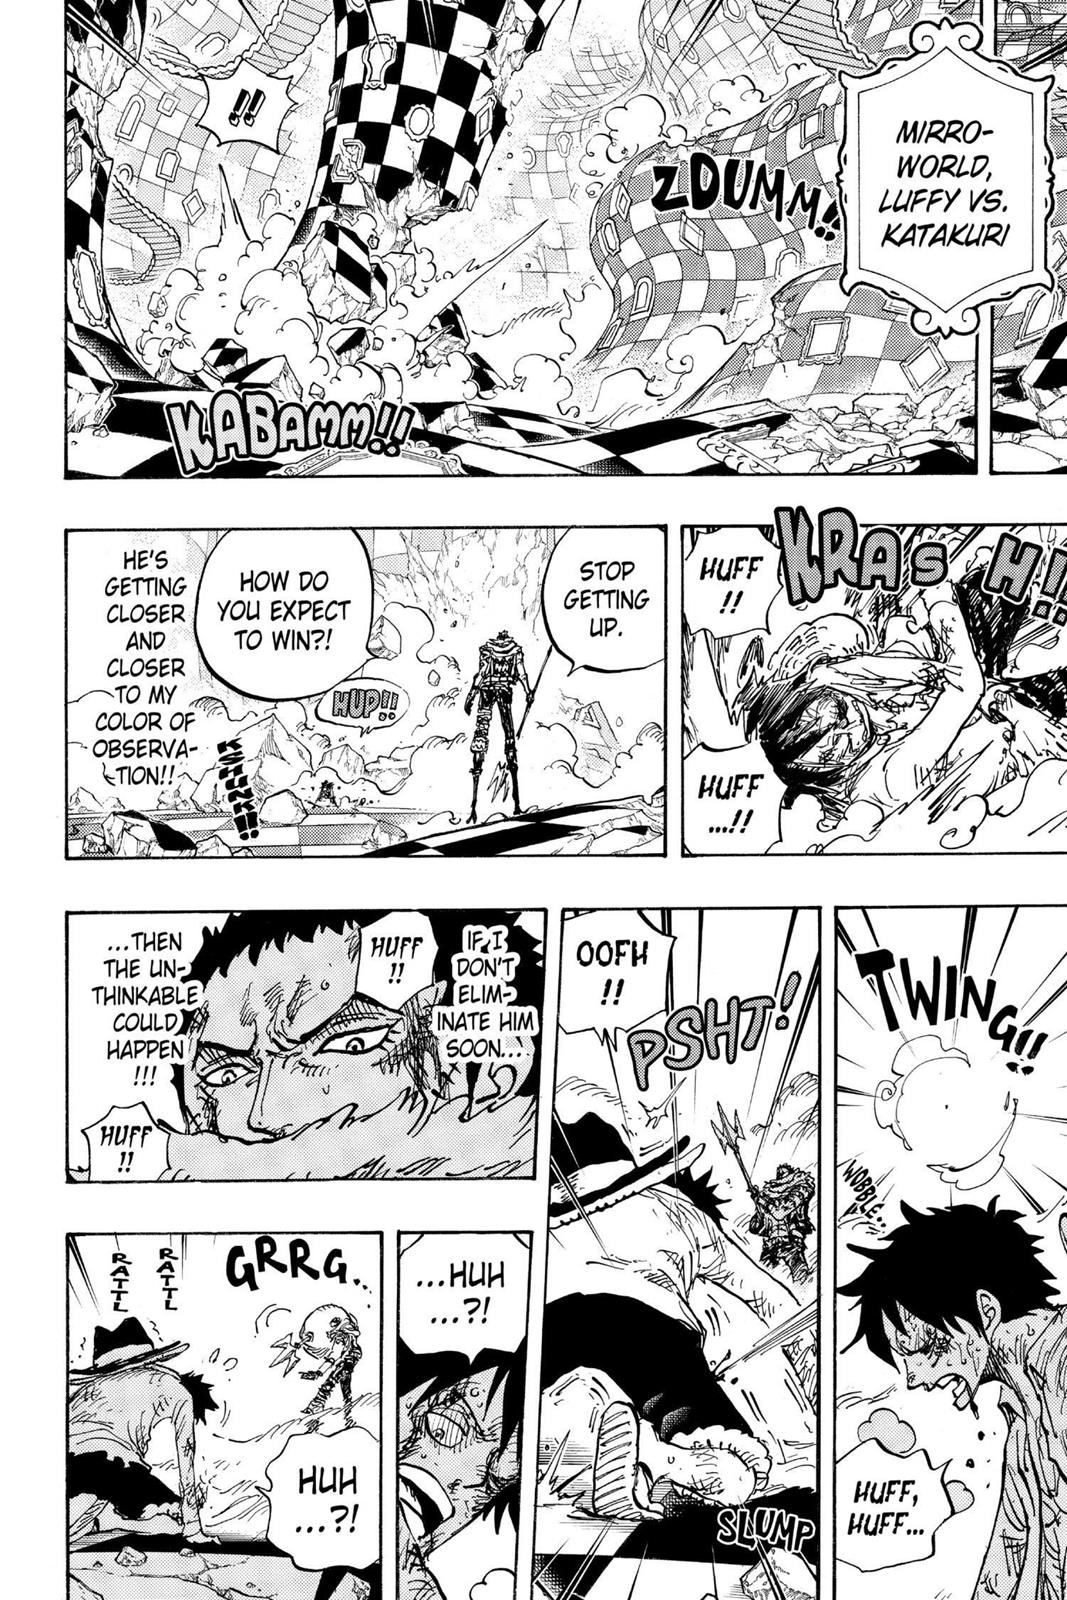 MIRRO-
WORLD,
LUFFY VS.
KATAKURI
ZDUMM!!
!!
KABAMM!!
KRASH!!
HUFF
!!
HUFF
...!!
STOP
GETTING
UP.
HOW DO
YOU EXPECT
TO WIN?!
HUP!!
HE'S
GETTING
CLOSER
AND
CLOSER
TO MY
COLOR OF
OBSERVA-
TION!!
KSHUNK!!
TWING!!
WOBBLE..
HUFF,
HUFF...
OOFH
!!
PSHT!
SLUMP
IF I
DON'T
ELIM-
INATE HIM
SOON...
HUFF
!!
...THEN
THE UN-
THINKABLE
COULD
HAPPEN
!!!
HUFF
!!
...HUH
...?!
GRRG..
RATTL
RATTL
HUH
...?!